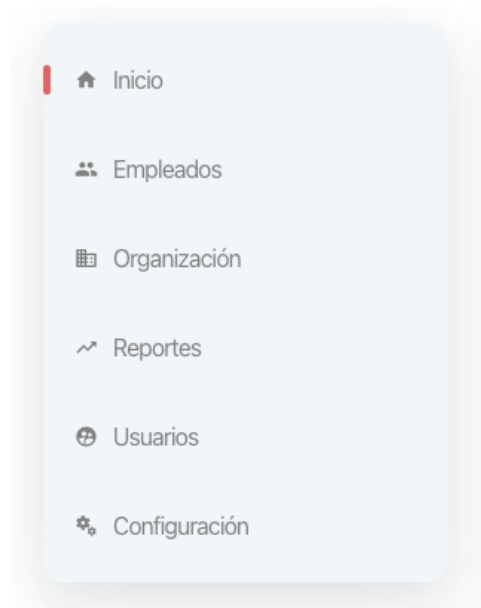 Inicio
Empleados
Organización
Reportes
Usuarios
Configuración